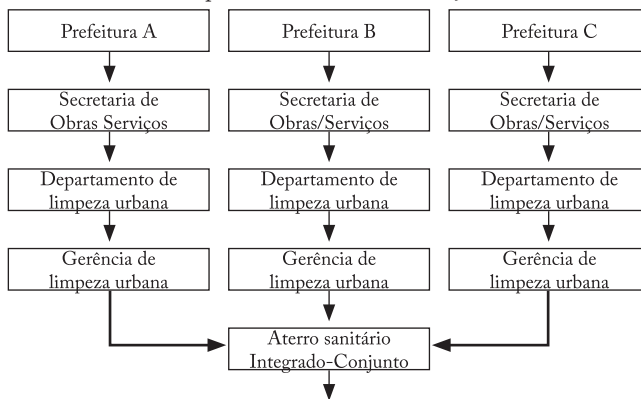 Prefeitura A
Prefeitura B
Prefeitura C
Secretaria de
Obras Serviços
Secretaria de
Obras/Serviços
Secretaria de
Obras/Serviços
Departamento de
limpeza urbana
Departamento de
limpeza urbana
Departamento de
limpeza urbana
Gerência de
limpeza urbana
Gerência de
limpeza urbana
Gerência de
limpeza urbana
Aterro sanitário
Integrado-Conjunto